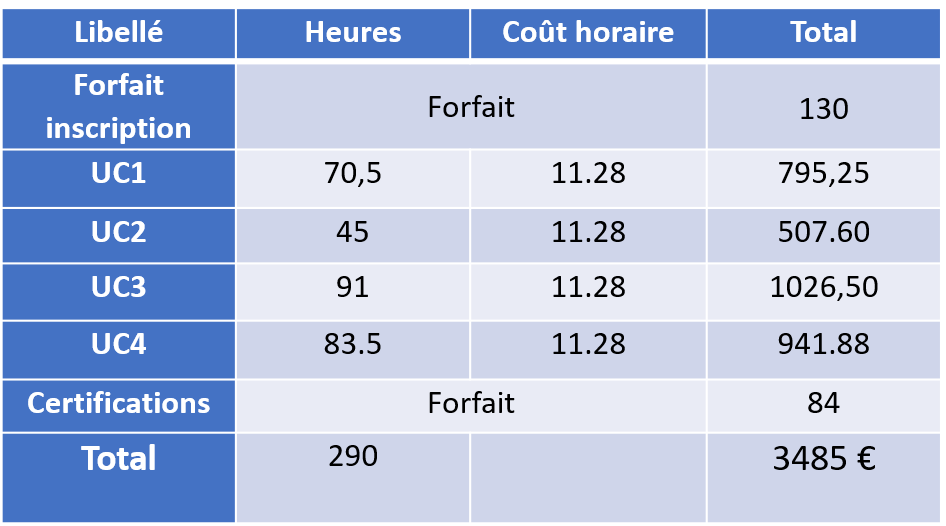 Libellé Heures Coût horaire Total
Forfait
inscription
Forfait 130
UC1 70,5 11.28 795,25
UC2 45 11.28 507.60
UC3 91 11.28 1026,50
UC4 83.5 11.28 941.88
Certifications Forfait 84
Total 290 3485 €